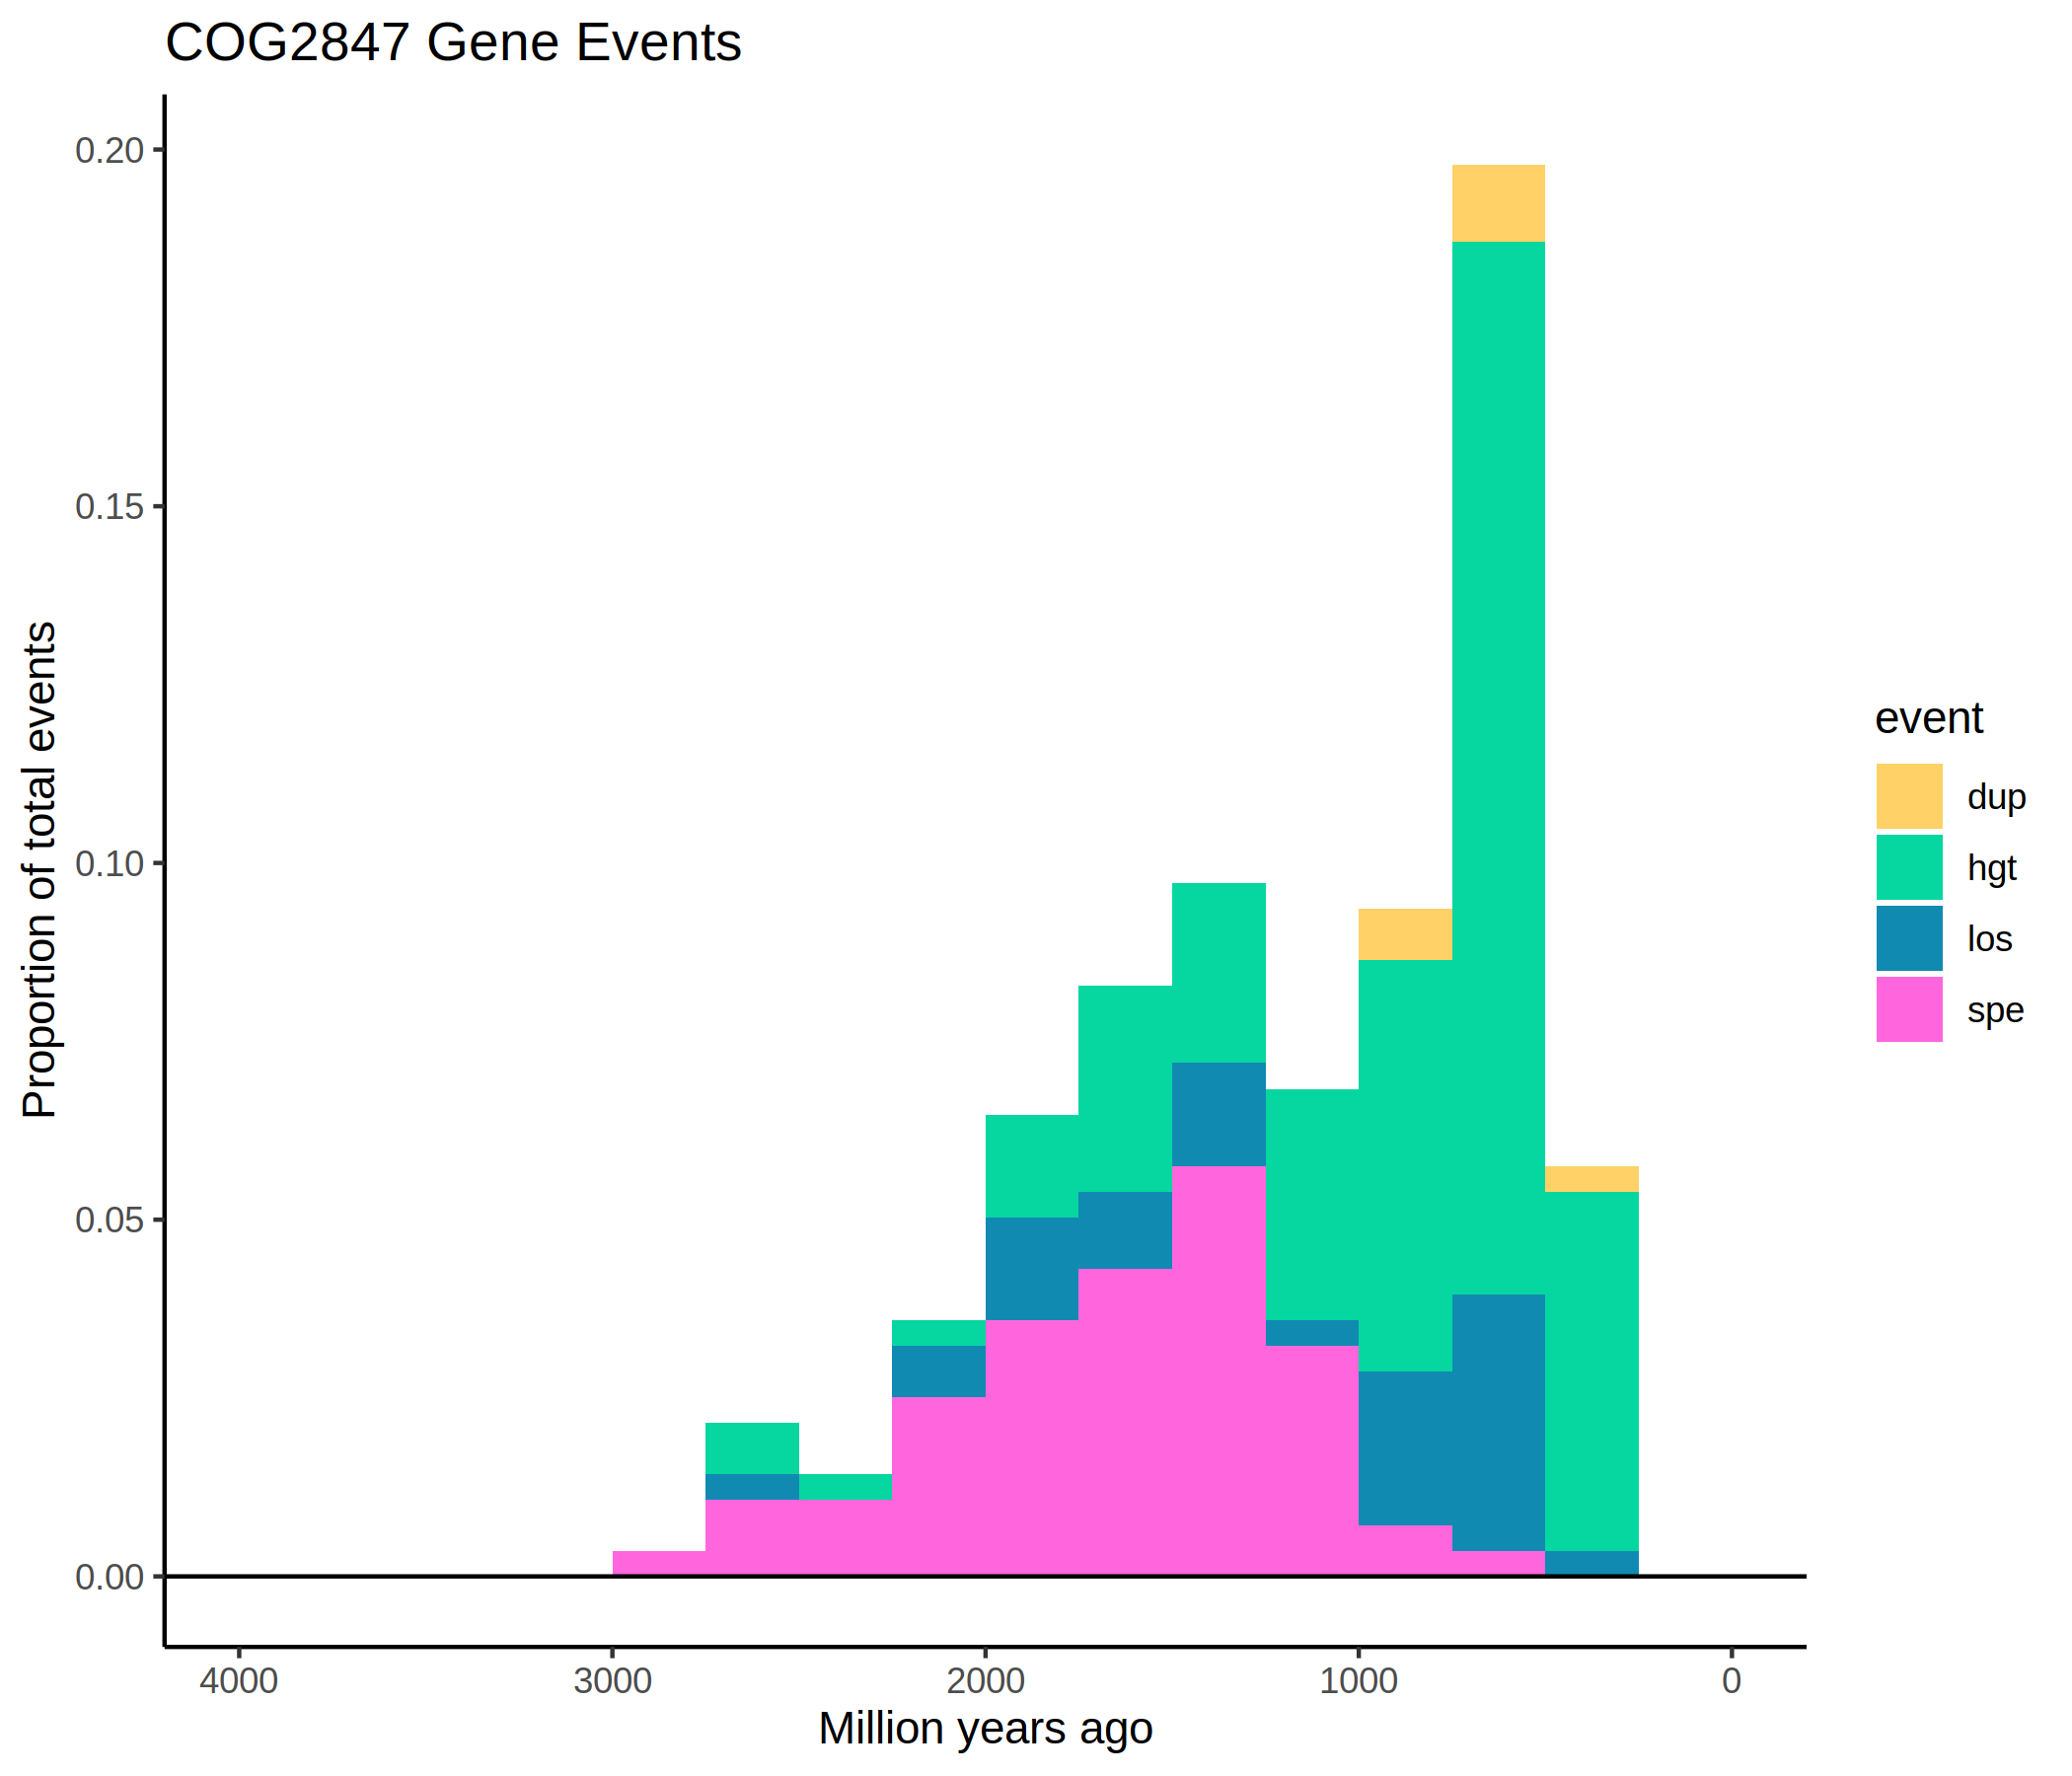 COG2847 Gene Events
Proportion of total events
0.20
0.15
0.10
0.05
0.00
4000 3000 2000 1000 0
Million years ago
event
dup
hgt
los
spe